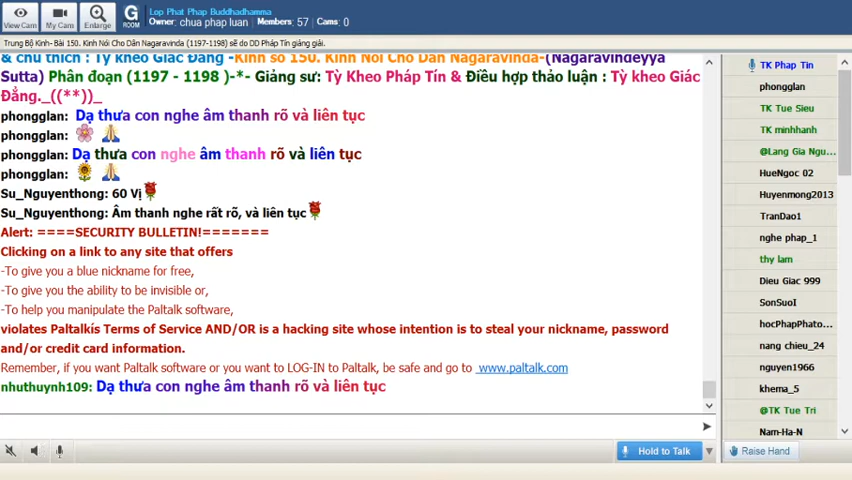 View Cam
My Cam
Enlarge
G
ROOM
Lop Phat Phap Buddhadhamma
Owner: chua phap luan Members: 57 Cams: 0
Trung Bộ Kinh- Bài 150. Kinh Nói Cho Dân Nagaravinda (1197-1198) sẽ do DD Pháp Tín giảng giải.
& chú thích : Tỳ kheo Giác Đẳng -Kinh số 150. Kinh Nói Cho Dân Nagaravinda-(Nagaravindeyya
Sutta) Phân đoạn (1197 - 1198 )-*- Giảng sư: Tỳ Kheo Pháp Tín & Điều hợp thảo luận : Tỳ kheo Giác
Đẳng._((**))_
phongglan: Dạ thưa con nghe âm thanh rõ và liên tục
phongglan:
phongglan: Dạ thưa con nghe âm thanh rõ và liên tục
phongglan:
Su_Nguyenthong: 60 Vị
Su_Nguyenthong: Âm thanh nghe rất rõ, và liên tục
Alert: ====SECURITY BULLETIN!=======
Clicking on a link to any site that offers
-To give you a blue nickname for free,
-To give you the ability to be invisible or,
-To help you manipulate the Paltalk software,
violates Paltalkís Terms of Service AND/OR is a hacking site whose intention is to steal your nickname, password
and/or credit card information.
Remember, if you want Paltalk software or you want to LOG-IN to Paltalk, be safe and go to www.paltalk.com
nhuthuynh109: Dạ thưa con nghe âm thanh rõ và liên tục
Hold to Talk
TK Phap Tin
phongglan
TK Tue Sieu
TK minhhanh
@Lang Gia Ngu...
HueNgoc 02
Huyenmong2013
TranDao1
nghe phap_1
thy lam
Dieu Giac 999
SonSuoI
hocPhapPhato...
nang chieu_24
nguyen1966
khema_5
@TK Tue Tri
Nam-Ha-N
Raise Hand